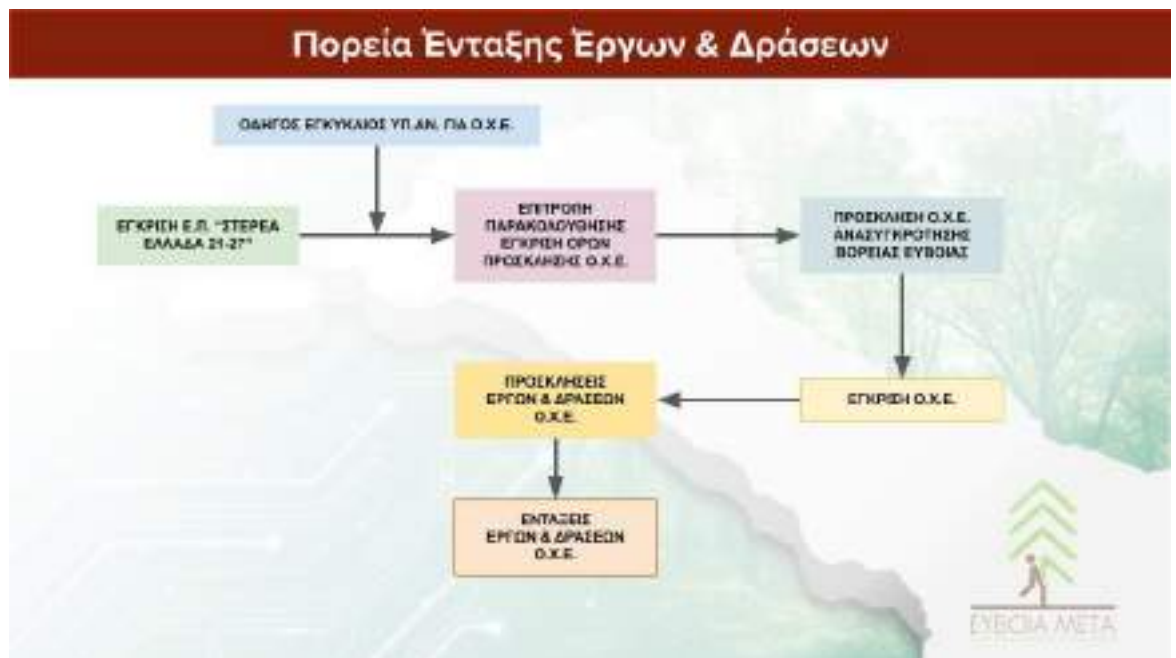 Πορεία Ένταξης Έργων & Δράσεων
ΟΔΗΓΟΣ ΕΓΚΥΚΛΙΟΣ ΥΠ.ΑΝ. ΓΙΑ Ο.Χ.Ε.
ΕΓΚΡΙΣΗ Ε.Π. "ΣΤΕΡΕΑ
ΕΛΛΑΔΑ 21-27"
ΕΠΙΤΡΟΠΗ
ΠΑΡΑΚΟΛΟΥΘΗΣΗΣ
ΕΓΚΡΙΣΗ ΟΡΩΝ
ΠΡΟΣΚΛΗΣΗΣ Ο.Χ.Ε.
ΠΡΟΣΚΛΗΣΗ Ο.Χ.Ε.
ΑΝΑΣΥΓΚΡΟΤΗΣΗΣ
ΒΟΡΕΙΑΣ ΕΥΒΟΙΑΣ
ΕΓΚΡΙΣΗ Ο.Χ.Ε.
ΠΡΟΣΚΛΗΣΕΙΣ
ΕΡΓΩΝ & ΔΡΑΣΕΩΝ
Ο.Χ.Ε.
ΕΝΤΑΞΕΙΣ
ΕΡΓΩΝ & ΔΡΑΣΕΩΝ
Ο.Χ.Ε.
ΕΥΒΟΙΑ ΜΕΤΑ